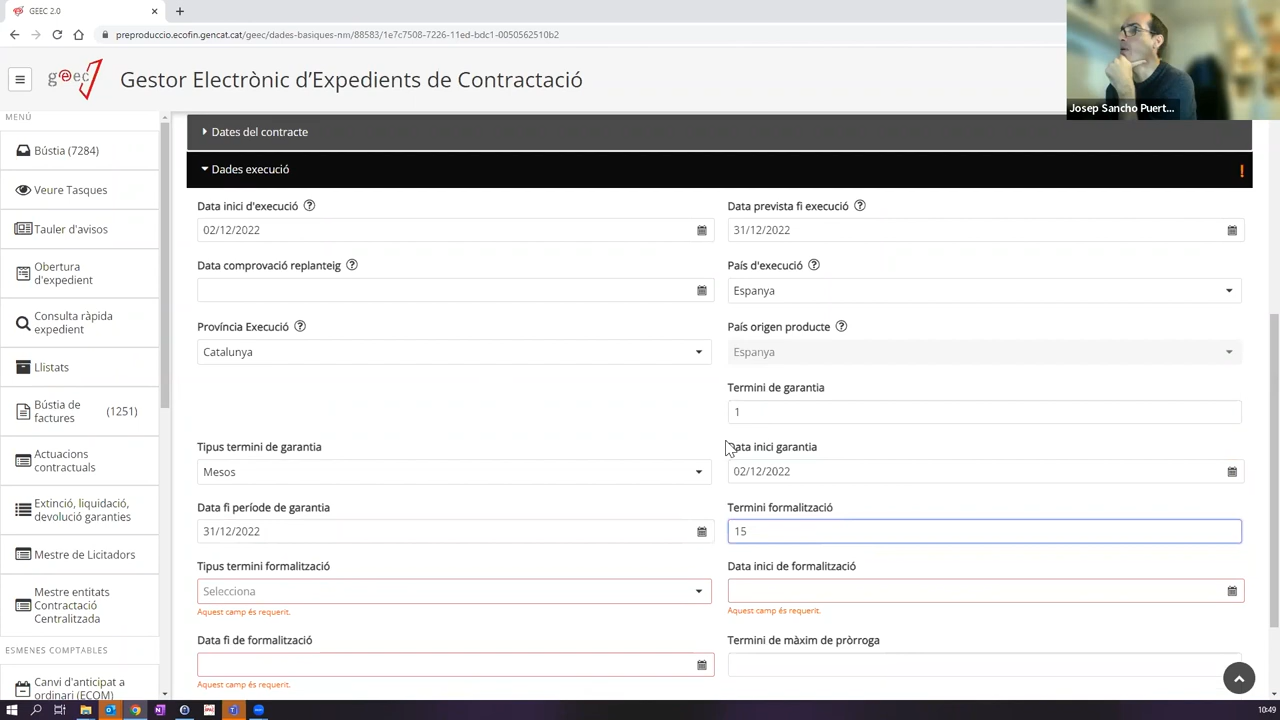 GEEC 2.0
preproduccio.ecofin.gencat.cat/geec/dades-basiques-nm/88583/1e7c7508-7226-11ed-bdc1-0050562510b2
geec
Gestor Electrònic d'Expedients de Contractació
Josep Sancho Puert...
MENÚ
Bústia (7284)
Veure Tasques
Tauler d'avisos
Obertura
d'expedient
Consulta ràpida
expedient
Llistats
Bústia de
factures
(1251)
Actuacions
contractuals
Extinció, liquidació,
devolució garanties
Mestre de Licitadors
Mestre entitats
Contractació
Centralitzada
ESMENES COMPTABLES
Canvi d'anticipat a
ordinari (ECOM)
Dates del contracte
Dades execució
!
Data inici d'execució ?
Data prevista fi execució ?
02/12/2022
31/12/2022
Data comprovació replanteig ?
País d'execució ?
Espanya
Província Execució ?
País origen producte ?
Catalunya
Espanya
Termini de garantia
1
Tipus termini de garantia
Data inici garantia
Mesos
02/12/2022
Data fi període de garantia
Termini formalització
31/12/2022
15
Tipus termini formalització
Data inici de formalització
Selecciona
Aquest camp és requerit.
Aquest camp és requerit.
Data fi de formalització
Termini de màxim de pròrroga
Aquest camp és requerit.
10:49